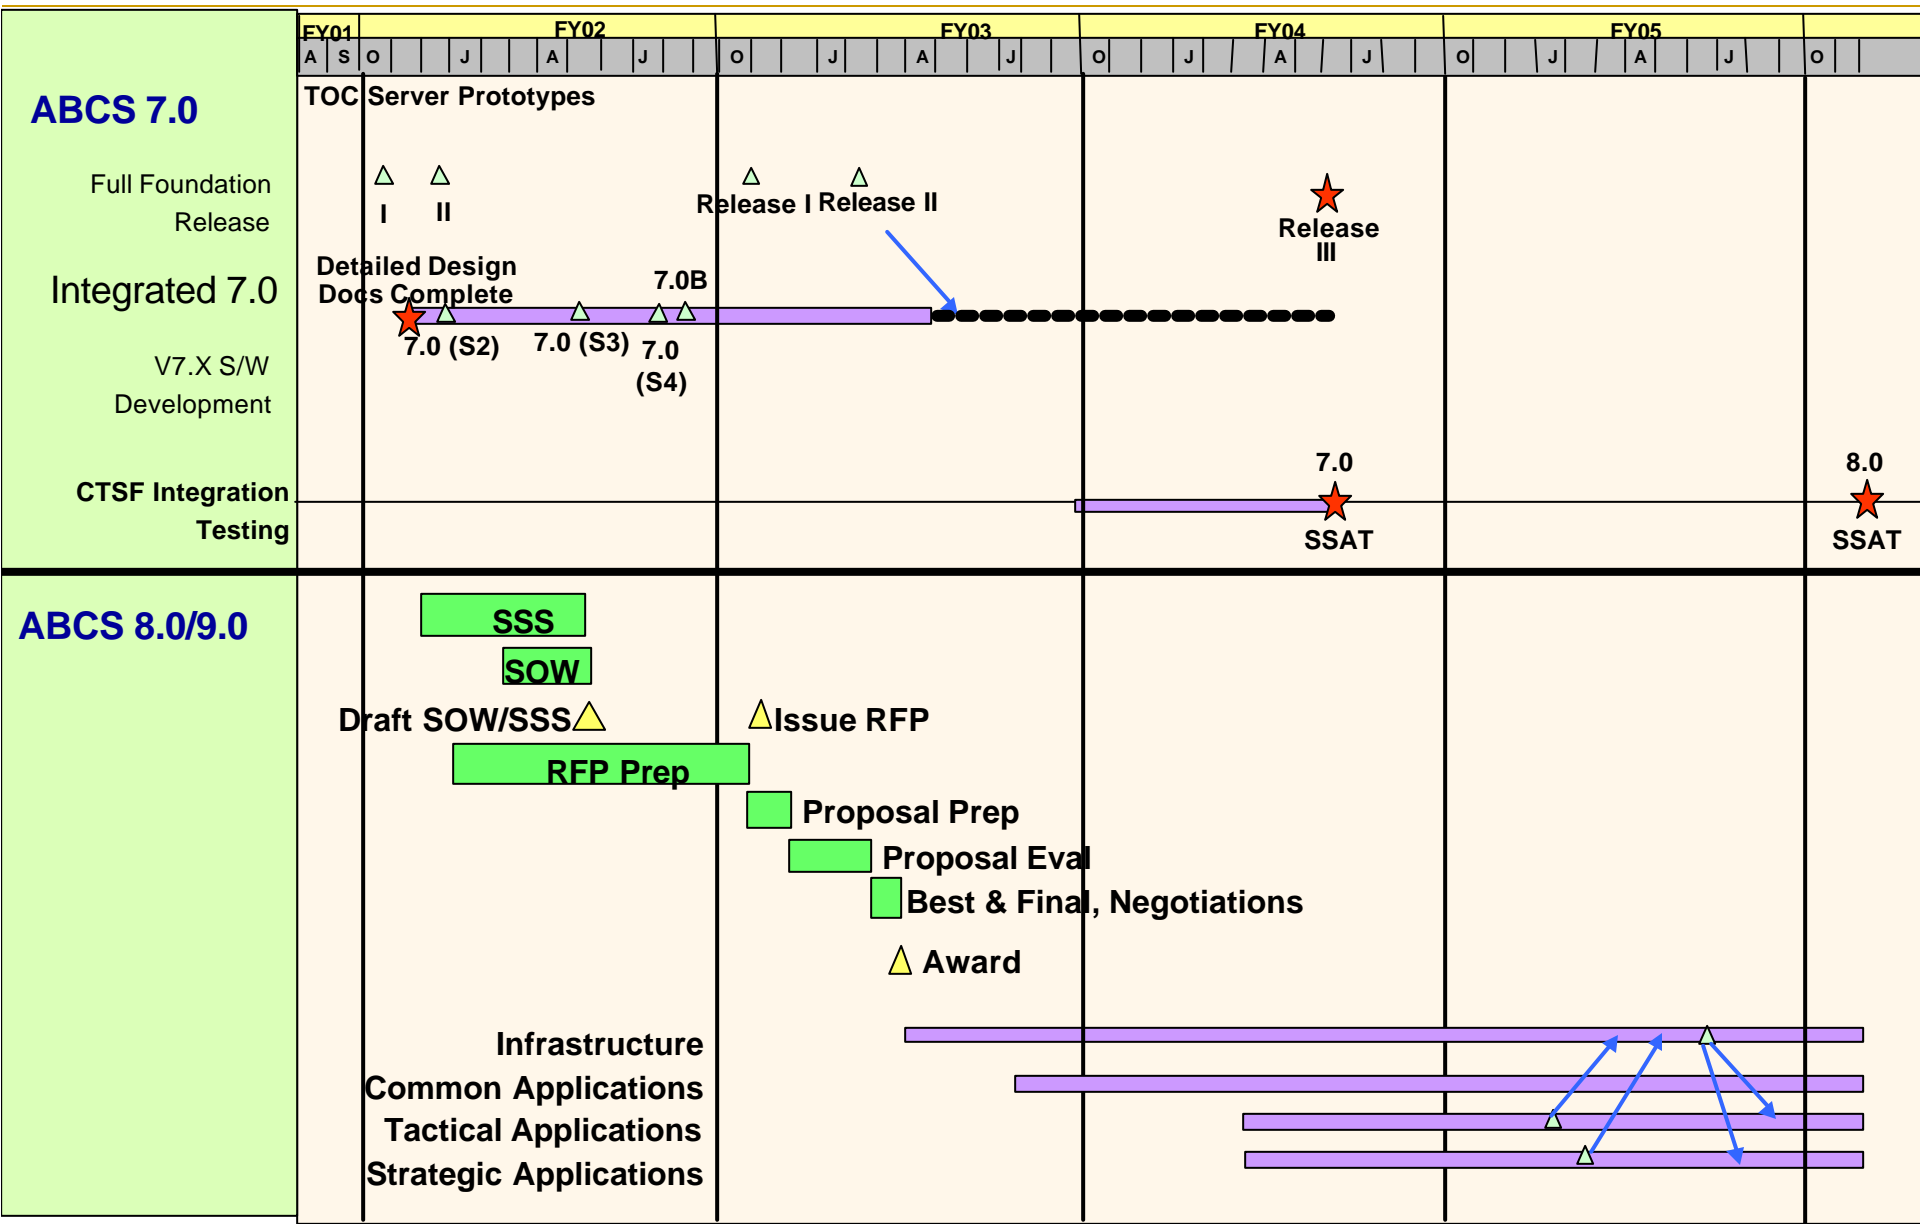 FY01 FY02 FY03 FY04 FY05
A S O J A J O J A J O J A J O J A J O
ABCS 7.0
TOC Server Prototypes
Full Foundation
Release
I II
Release I Release II
Release
III
Integrated 7.0
Detailed Design
Docs Complete
7.0B
7.0 (S2) 7.0 (S3) 7.0
(S4)
V7.X S/W
Development
7.0 8.0
CTSF Integration
Testing
SSAT SSAT
ABCS 8.0/9.0
SSS
SOW
Draft SOW/SSS Issue RFP
RFP Prep
Proposal Prep
Proposal Eval
Best & Final, Negotiations
Award
Infrastructure
Common Applications
Tactical Applications
Strategic Applications